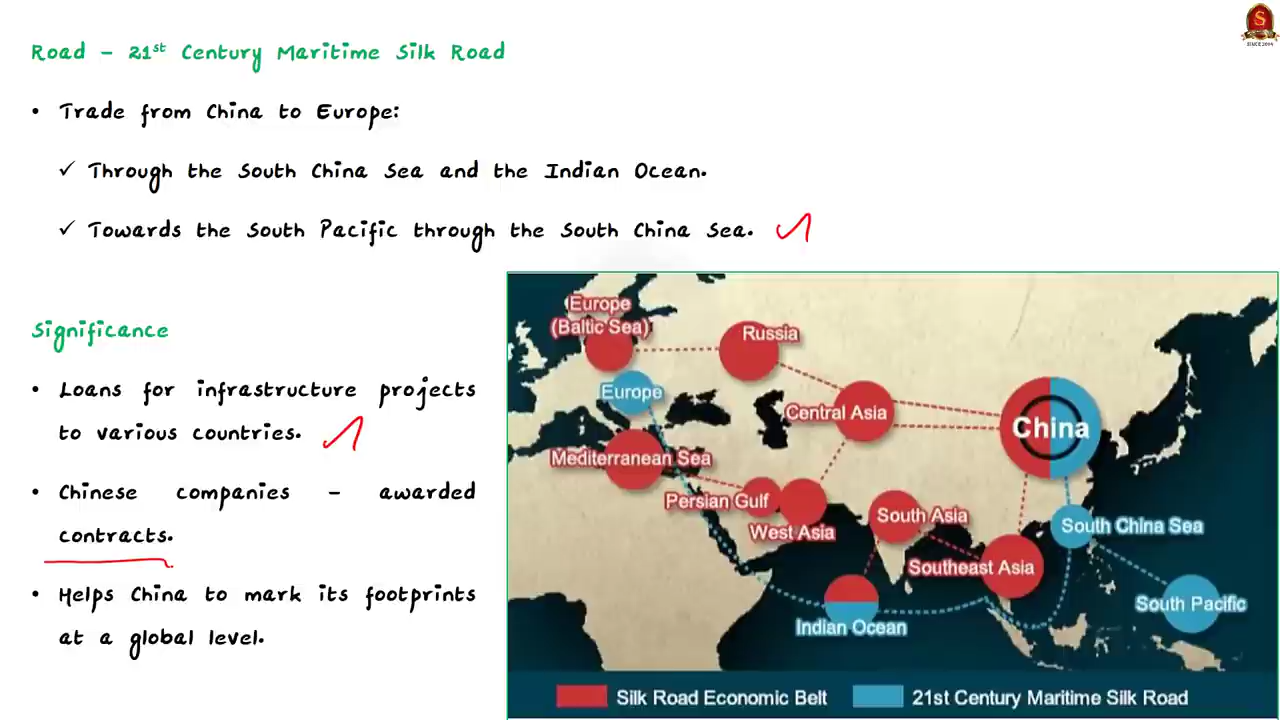 Road – 21st Century Maritime Silk Road
• Trade from China to Europe:
✓ Through the South China Sea and the Indian Ocean.
✓ Towards the South Pacific through the South China Sea.
Significance
• Loans for infrastructure projects
to various countries.
• Chinese companies – awarded
contracts.
• Helps China to mark its footprints
at a global level.
S
SINCE 2004
Europe
(Baltic Sea)
Russia
Europe
Central Asia
China
Mediterranean Sea
Persian Gulf
West Asia
South Asia
South China Sea
Southeast Asia
South Pacific
Indian Ocean
Silk Road Economic Belt
21st Century Maritime Silk Road